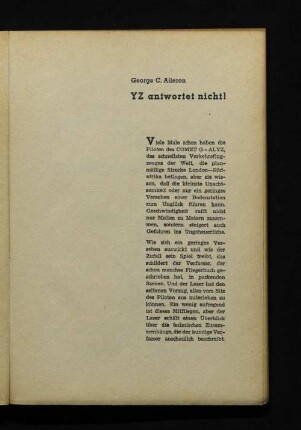 George C. Aileron
YZ antwortet nicht!
Viele Male schon haben die
Piloten des COMET G - ALYZ,
des schnellsten Verkehrsflug-
zeuges der Welt, die plan-
mäßige Strecke London—Süd-
afrika beflogen, aber sie wis-
sen, daß die kleinste Unacht-
samkeit oder nur ein geringes
Versehen einer Bodenstation
zum Unglück führen kann.
Geschwindigkeit rafft nicht
nur Meilen zu Metern zusam-
men, sondern steigert auch
Gefahren ins Ungeheuerliche.
Wie sich ein geringes Ver-
sehen auswirkt und wie der
Zufall sein Spiel treibt, das
schildert der Verfasser, der
schon manches Fliegerbuch ge-
schrieben hat, in packenden
Szenen. Und der Leser hat den
seltenen Vorzug, alles vom Sitz
des Piloten aus miterleben zu
können. Ein wenig aufregend
ist dieses Mitfliegen, aber der
Leser erhält einen Überblick
über die technischen Zusam-
menhänge, die der kundige Ver-
fasser anschaulich beschreibt.